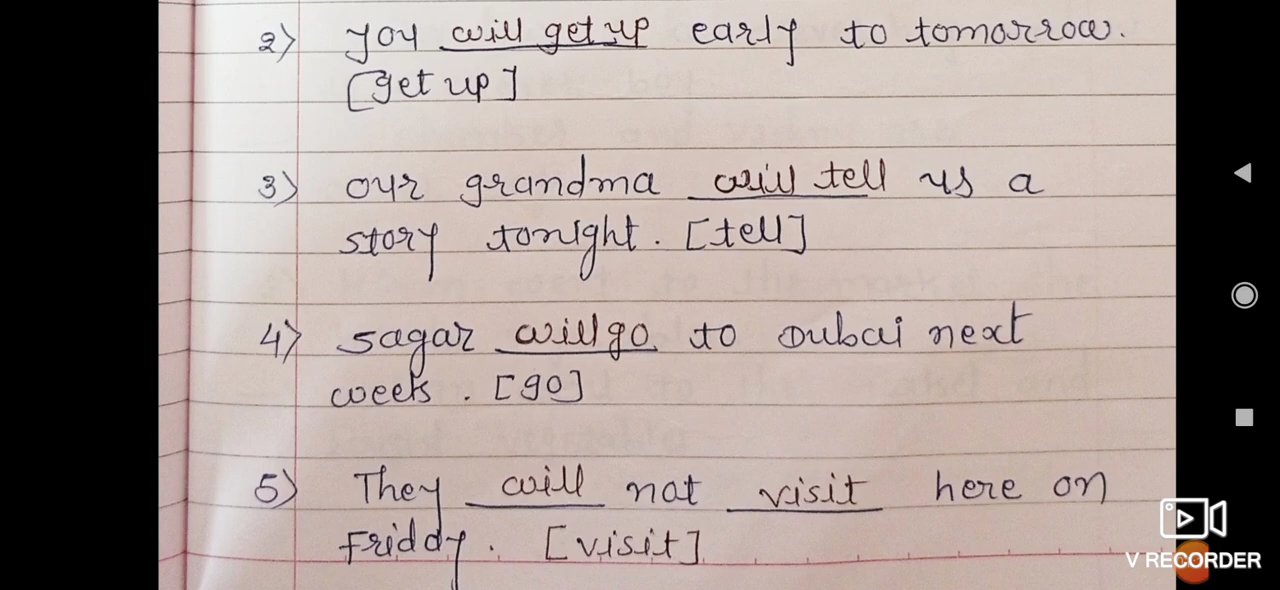 2) you will get up early to tomorrow.
[get up]
3) our grandma will tell us a
story tonight. [tell]
4) sagar will go to Dubai next
week. [go]
5) They will not visit here on
Friday. [visit]
V RECORDER